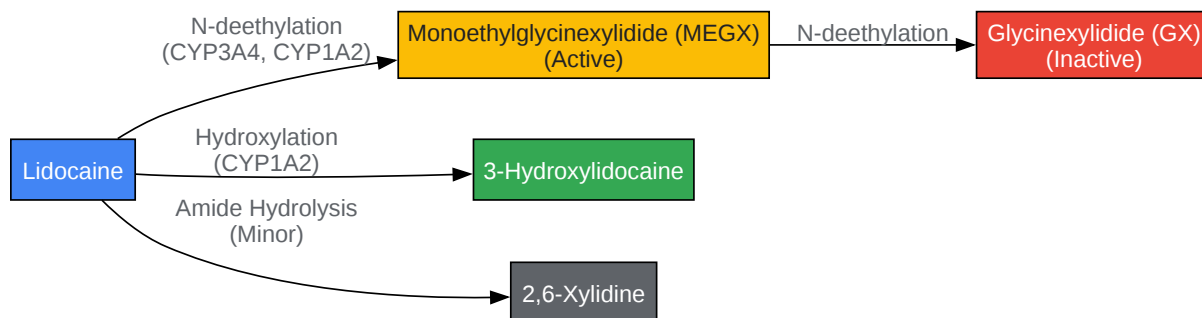 N-deethylation
(CYP3A4, CYP1A2)
Monoethylglycinexylidide (MEGX)
(Active)
N-deethylation
Glycinexylidide (GX)
(Inactive)
Lidocaine
Hydroxylation
(CYP1A2)
3-Hydroxylidocaine
Amide Hydrolysis
(Minor)
2,6-Xylidine